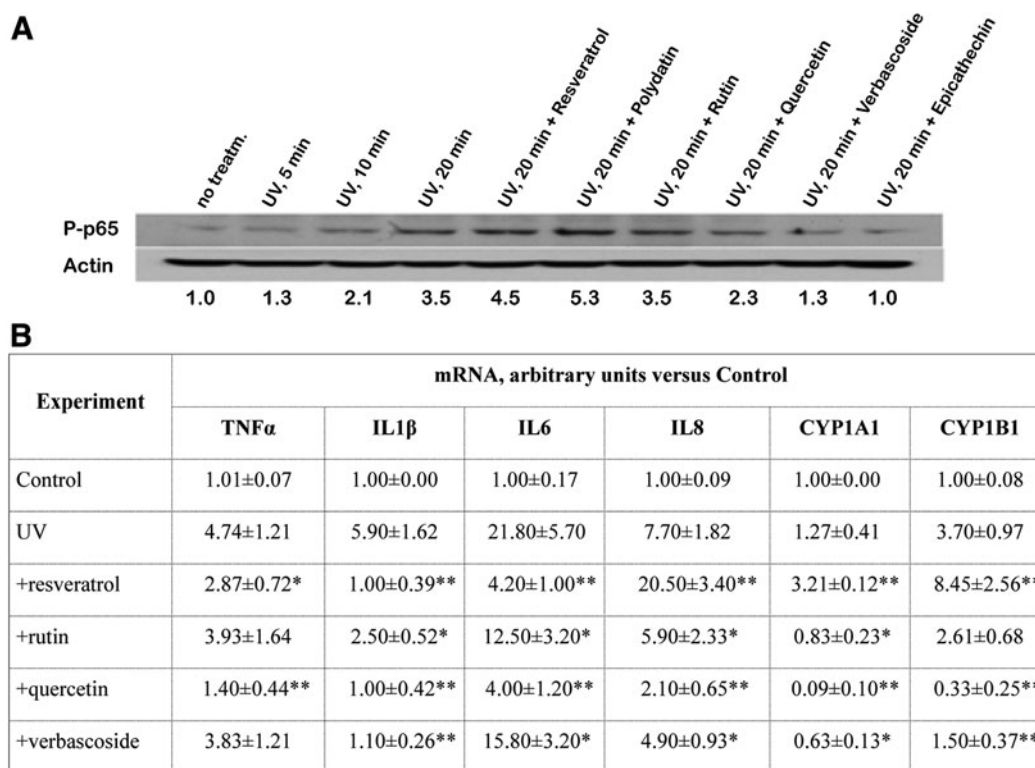 A
no treatm.
UV, 5 min
UV, 10 min
UV, 20 min
UV, 20 min + Resveratrol
UV, 20 min + Polydatin
UV, 20 min + Rutin
UV, 20 min + Quercetin
UV, 20 min + Verbascoside
UV, 20 min + Epicathechin
P-p65
Actin
1.0 1.3 2.1 3.5 4.5 5.3 3.5 2.3 1.3 1.0
B
Experiment
mRNA, arbitrary units versus Control
TNFα IL1β IL6 IL8 CYP1A1 CYP1B1
Control 1.01±0.07 1.00±0.00 1.00±0.17 1.00±0.09 1.00±0.00 1.00±0.08
UV 4.74±1.21 5.90±1.62 21.80±5.70 7.70±1.82 1.27±0.41 3.70±0.97
+resveratrol 2.87±0.72* 1.00±0.39** 4.20±1.00** 20.50±3.40** 3.21±0.12** 8.45±2.56**
+rutin 3.93±1.64 2.50±0.52* 12.50±3.20* 5.90±2.33* 0.83±0.23* 2.61±0.68
+quercetin 1.40±0.44** 1.00±0.42** 4.00±1.20** 2.10±0.65** 0.09±0.10** 0.33±0.25**
+verbascoside 3.83±1.21 1.10±0.26** 15.80±3.20* 4.90±0.93* 0.63±0.13* 1.50±0.37**